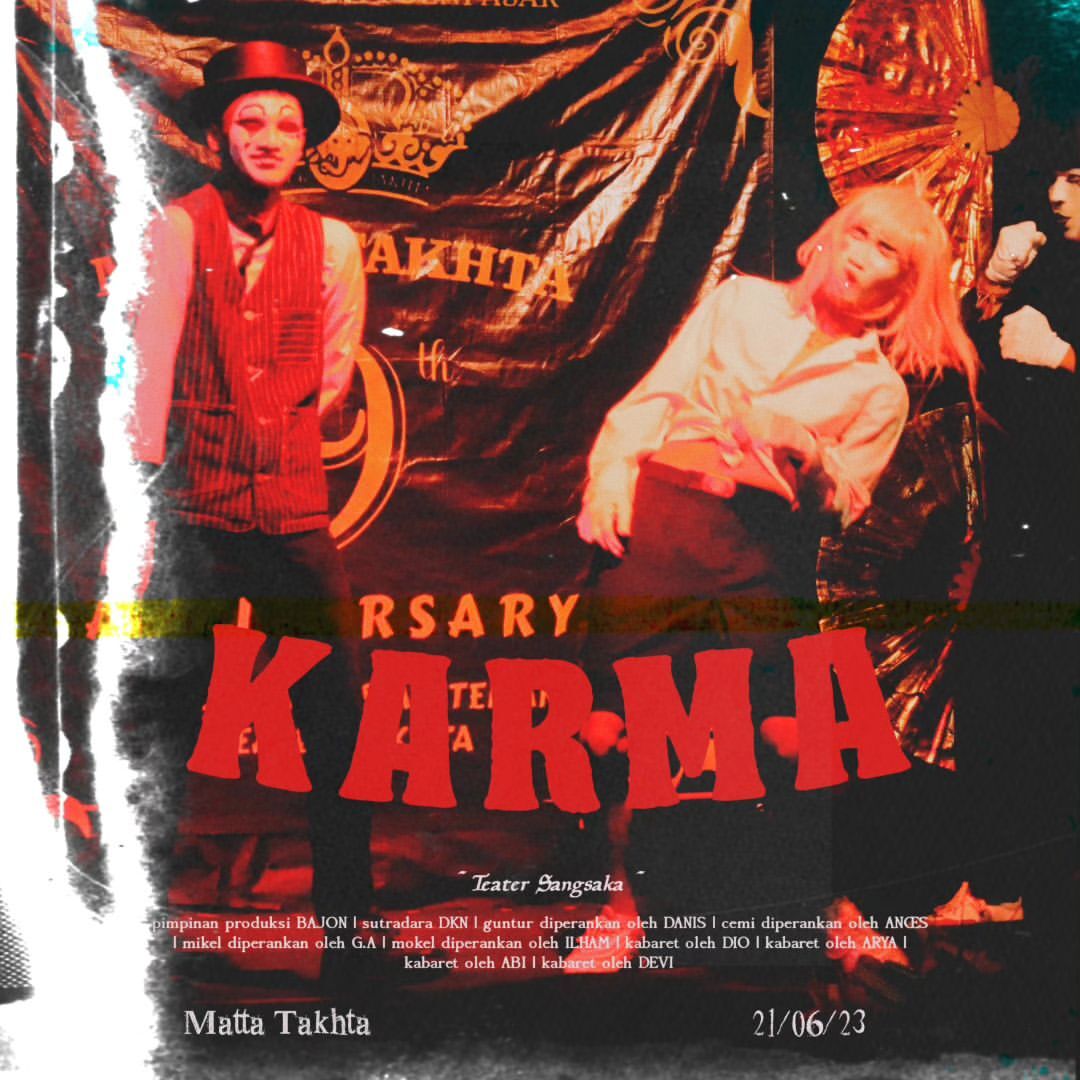 TAKHTA
th
RSARY
KARMA
~ Teater Sangsaka ~
pimpinan produksi BAJON | sutradara DKN | guntur diperankan oleh DANIS | cemi diperankan oleh ANGES
| mikel diperankan oleh G.A | mokel diperankan oleh ILHAM | kabaret oleh DIO | kabaret oleh ARYA |
kabaret oleh ABI | kabaret oleh DEVI
Matta Takhta
21/06/23